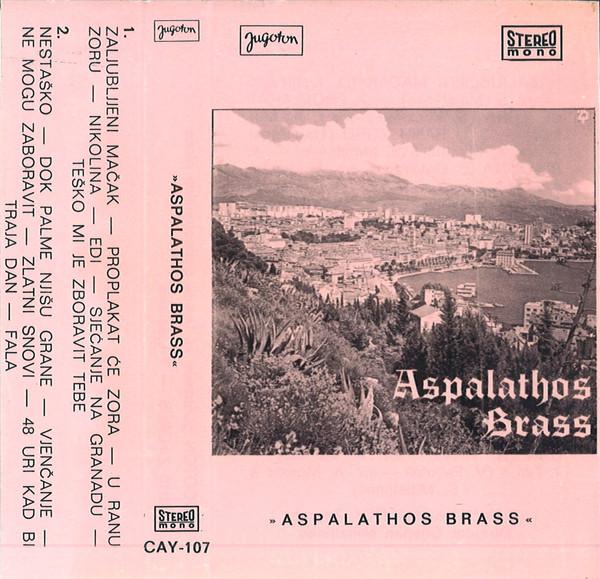 1.
ZALJUBLJENI MAČAK — PROPLAKAT ĆE ZORA — U RANU
ZORU — NIKOLINA — EDI — SJEĆANJE NA GRANADU —
TEŠKO MI JE ZBORAVIT TEBE
2.
NESTAŠKO — DOK PALME NJIŠU GRANE — VJENČANJE —
NE MOGU ZABORAVIT — ZLATNI SNOVI — 48 URI KAD BI
TRAJA DAN — FALA
Jugoton
»ASPALATHOS BRASS«
STEREO
mono
CAY-107
Jugoton
STEREO
mono
Aspalathos
Brass
»ASPALATHOS BRASS«